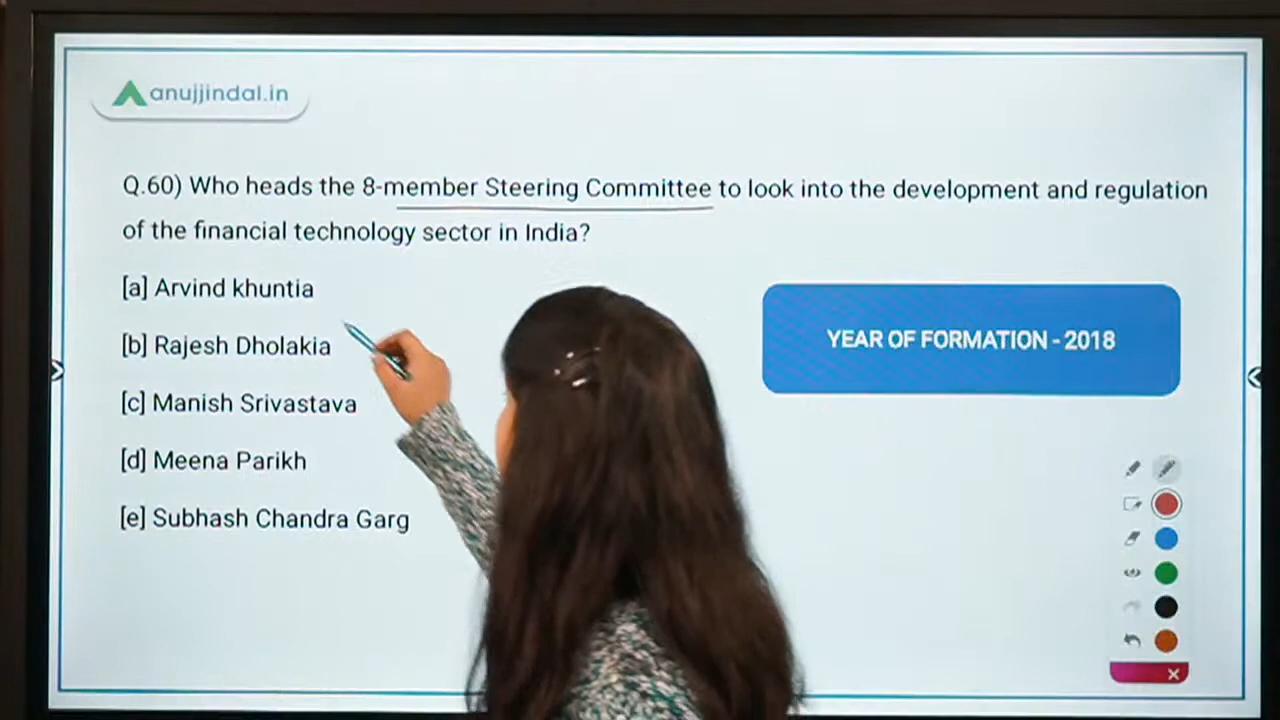 anujjindal.in
Q.60) Who heads the 8-member Steering Committee to look into the development and regulation
of the financial technology sector in India?
[a] Arvind khuntia
[b] Rajesh Dholakia
[c] Manish Srivastava
[d] Meena Parikh
[e] Subhash Chandra Garg
YEAR OF FORMATION - 2018